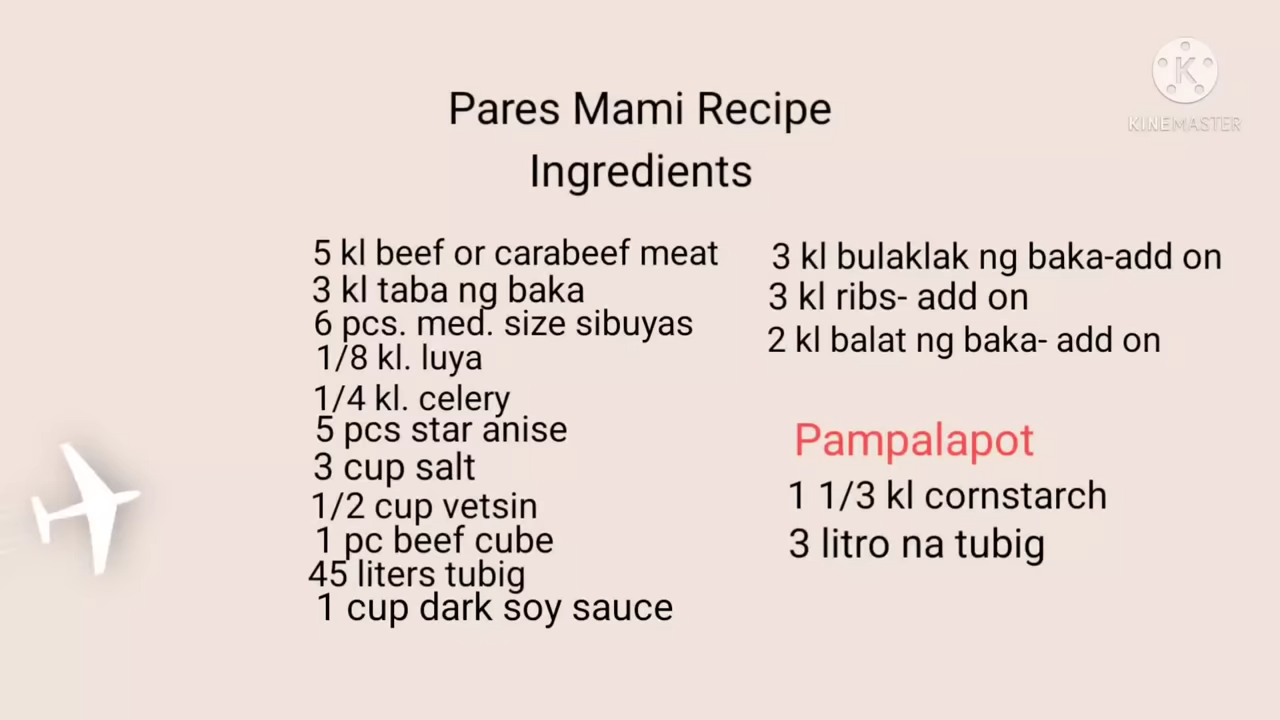 Pares Mami Recipe
Ingredients
5 kl beef or carabeef meat
3 kl taba ng baka
6 pcs. med. size sibuyas
1/8 kl. luya
1/4 kl. celery
5 pcs star anise
3 cup salt
1/2 cup vetsin
1 pc beef cube
45 liters tubig
1 cup dark soy sauce
3 kl bulaklak ng baka-add on
3 kl ribs- add on
2 kl balat ng baka- add on
Pampalapot
1 1/3 kl cornstarch
3 litro na tubig
K
KINEMASTER